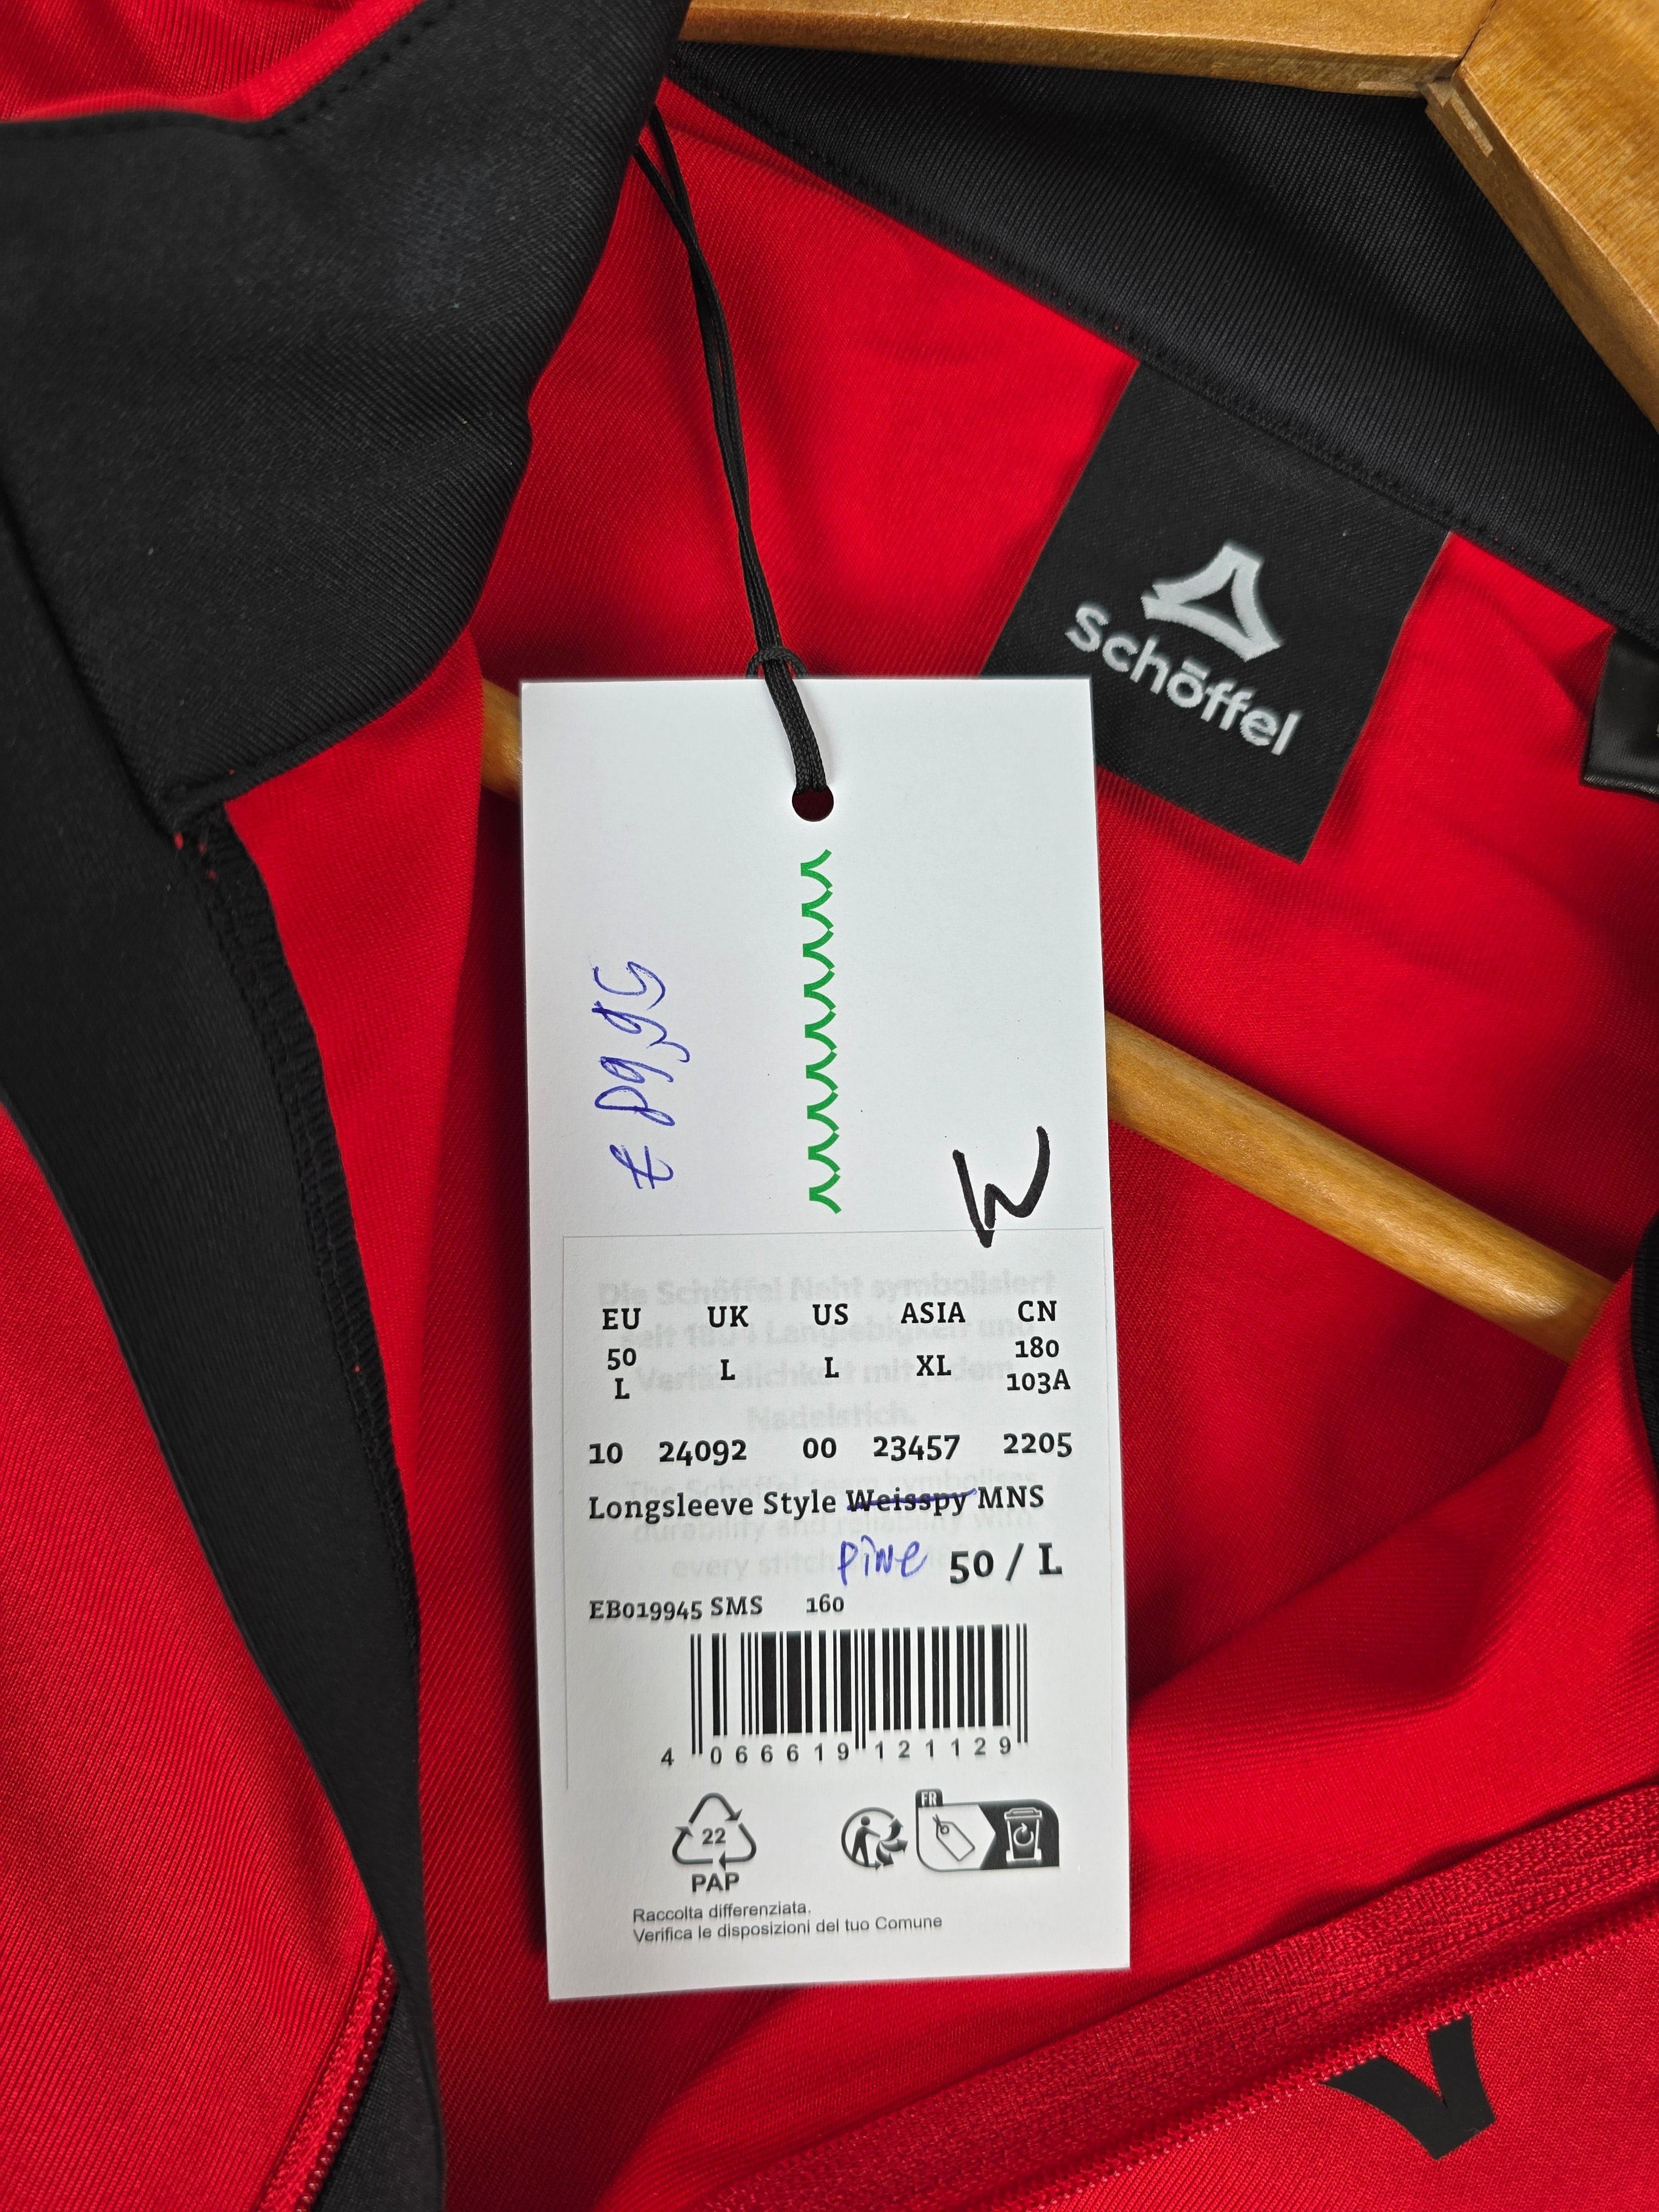 Schöffel
EU UK US ASIA CN
50 L L L XL 180 103A
10 24092 00 23457 2205
Longsleeve Style Weisspy MNS
Pine 50 / L
EB019945 SMS 160
4 066619 121129
22
PAP
FR
Raccolta differenziata.
Verifica le disposizioni del tuo Comune